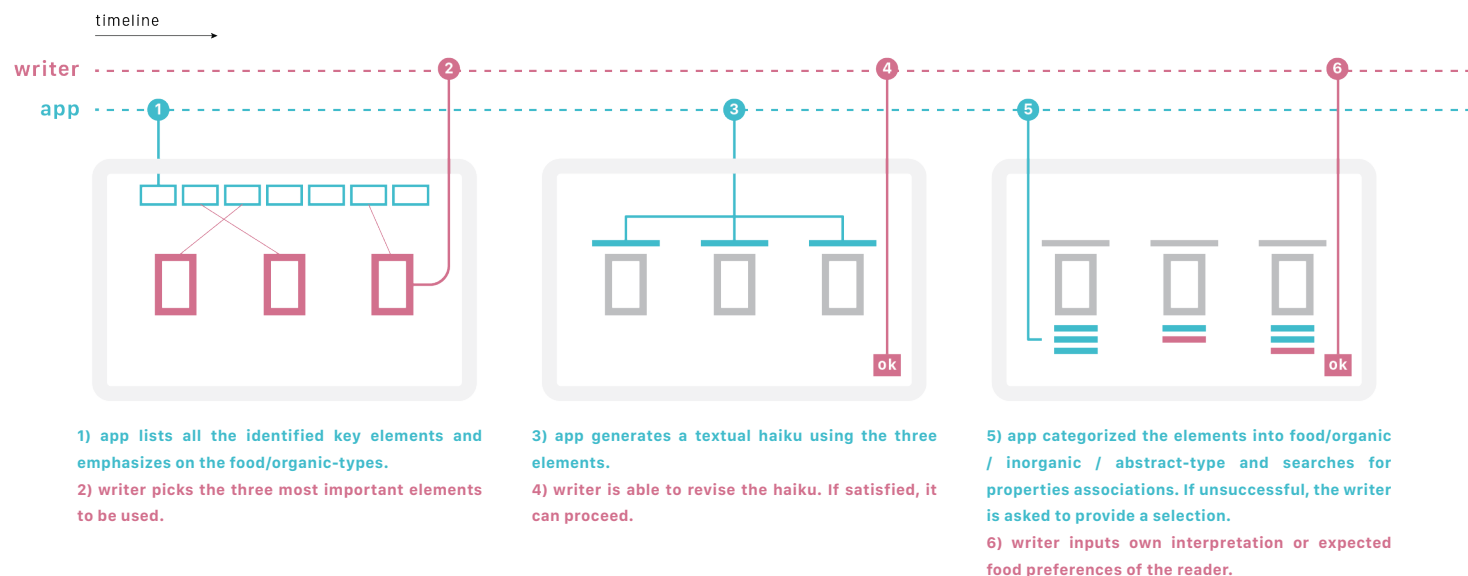 timeline
writer
2
4
6
app
1
3
5
ok
ok
1) app lists all the identified key elements and
emphasizes on the food/organic-types.
2) writer picks the three most important elements
to be used.
3) app generates a textual haiku using the three
elements.
4) writer is able to revise the haiku. If satisfied, it
can proceed.
5) app categorized the elements into food/organic
/ inorganic / abstract-type and searches for
properties associations. If unsuccessful, the writer
is asked to provide a selection.
6) writer inputs own interpretation or expected
food preferences of the reader.